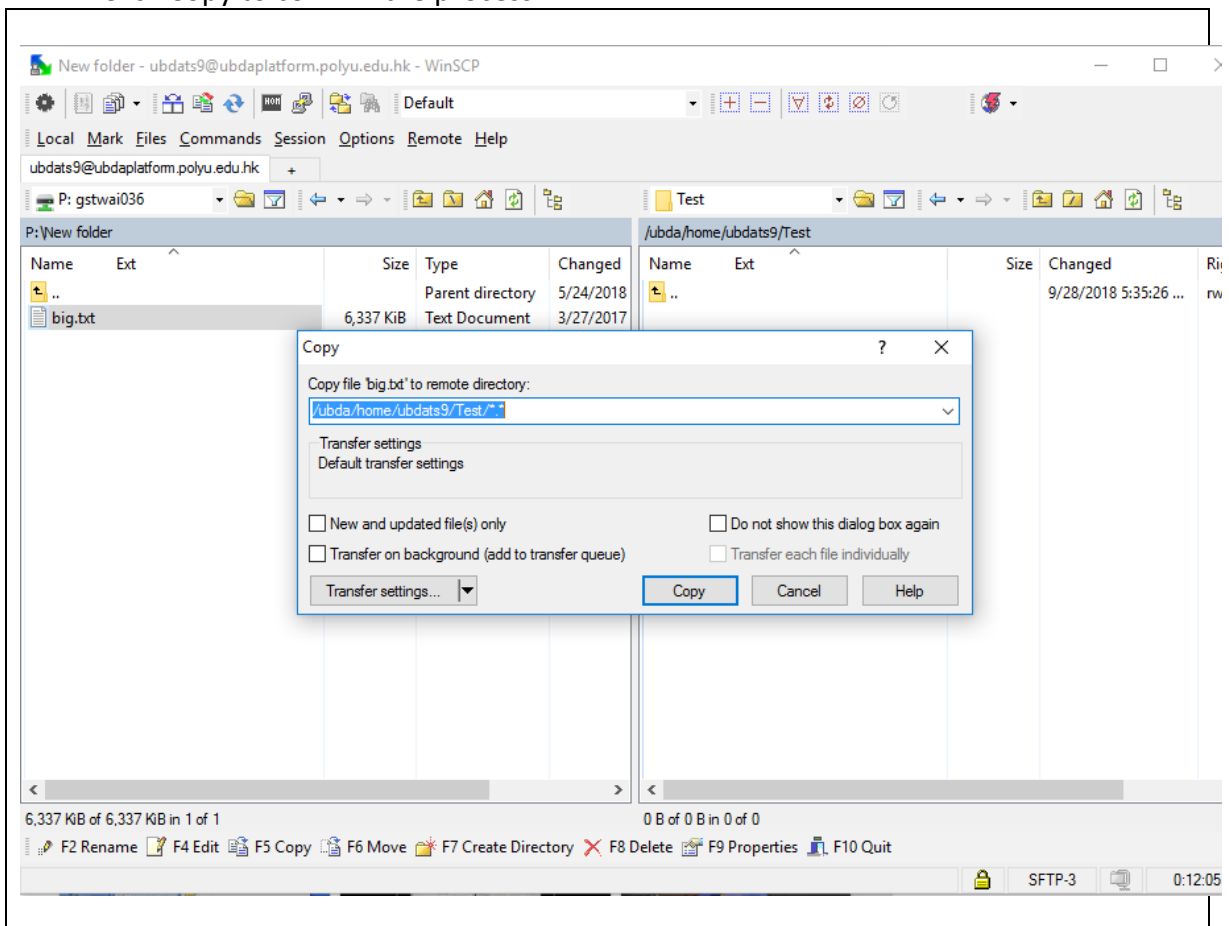 New folder - ubdats9@ubdaplatform.polyu.edu.hk - WinSCP
Default
Local Mark Files Commands Session Options Remote Help
ubdats9@ubdaplatform.polyu.edu.hk +
P: gstwai036 Test
P:\New folder /ubda/home/ubdats9/Test
Name Ext Size Type Changed Name Ext Size Changed
.. Parent directory 5/24/2018 .. 9/28/2018 5:35:26 ... rw
big.txt 6,337 KiB Text Document 3/27/2017
Copy ?
Copy file 'big.txt' to remote directory:
/ubda/home/ubdats9/Test/*.*
Transfer settings
Default transfer settings
New and updated file(s) only Do not show this dialog box again
Transfer on background (add to transfer queue) Transfer each file individually
Transfer settings... Copy Cancel Help
6,337 KiB of 6,337 KiB in 1 of 1 0 B of 0 B in 0 of 0
F2 Rename F4 Edit F5 Copy F6 Move F7 Create Directory F8 Delete F9 Properties F10 Quit
SFTP-3 0:12:05